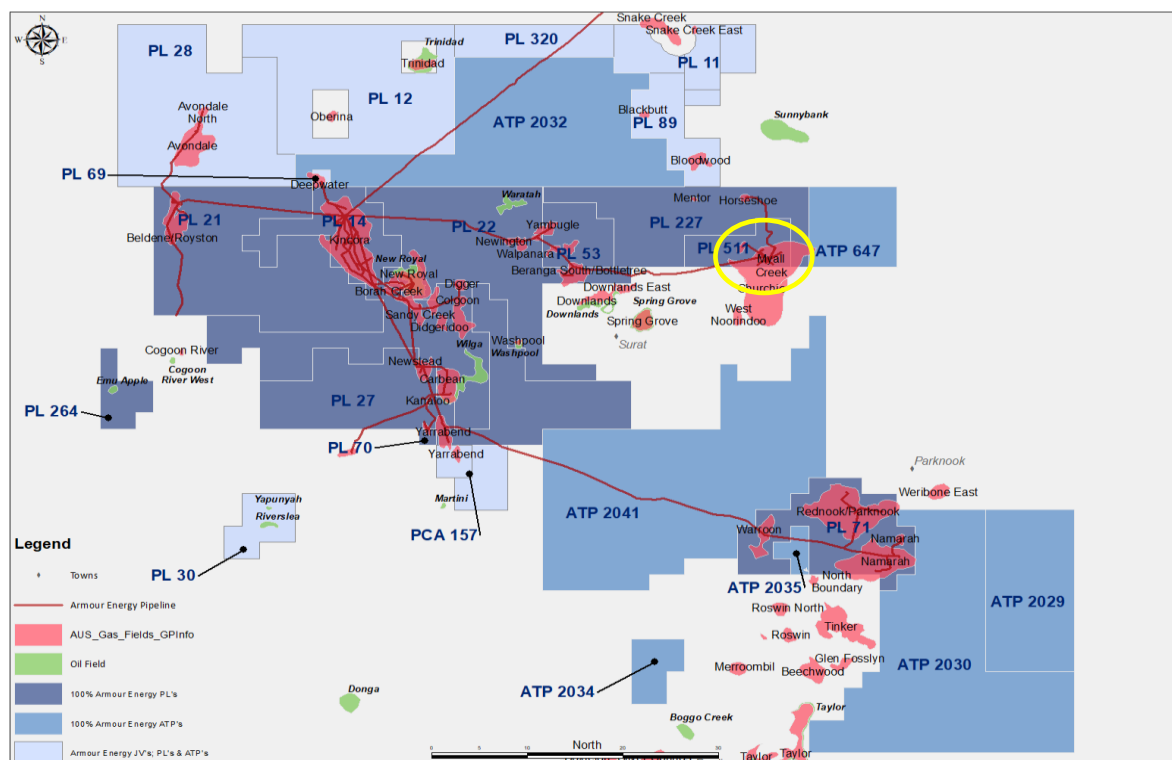 N
W
E
S
Snake Creek
Snake Creek East
PL 28
Trinidad
Trinidad
PL 320
PL 11
PL 12
Avondale
North
Avondale
Oberina
ATP 2032
Blackbutt
PL 89
Sunnybank
Bloodwood
PL 69
Deepwater
Waratah
Mentor
Horseshoe
PL 21
PL 14
PL 22
Yambugle
PL 227
Beldene/Royston
Kincora
Newington
Walpanara
PL 53
PL 511
Myall
Creek
ATP 647
New Royal
New Royal
Beranga South/Bottletree
Borah Creek
Digger
Colgoon
Downlands East
Churchie
Downlands
Downlands
Spring Grove
Spring Grove
West
Noorindoo
Sandy Creek
Didgeridoo
Surat
Wilga
Washpool
Washpool
Cogoon River
Cogoon
River West
Newstead
Emu Apple
Carbean
PL 27
Kanaloo
PL 264
PL 70
Yarrabend
Yarrabend
Parknook
Weribone East
Yapunyah
Riverslea
Martini
PCA 157
ATP 2041
Rednook/Parknook
PL 71
Warroon
Namarah
Namarah
PL 30
ATP 2035
North
Boundary
ATP 2029
Roswin North
Tinker
Roswin
ATP 2030
Merroombil
Glen Fosslyn
Beechwood
ATP 2034
Donga
Taylor
Boggo Creek
North
Taylor
Taylor
0
10
20
30
Legend
Towns
Armour Energy Pipeline
AUS_Gas_Fields_GPInfo
Oil Field
100% Armour Energy PL's
100% Armour Energy ATP's
Armour Energy JV's; PL's & ATP's